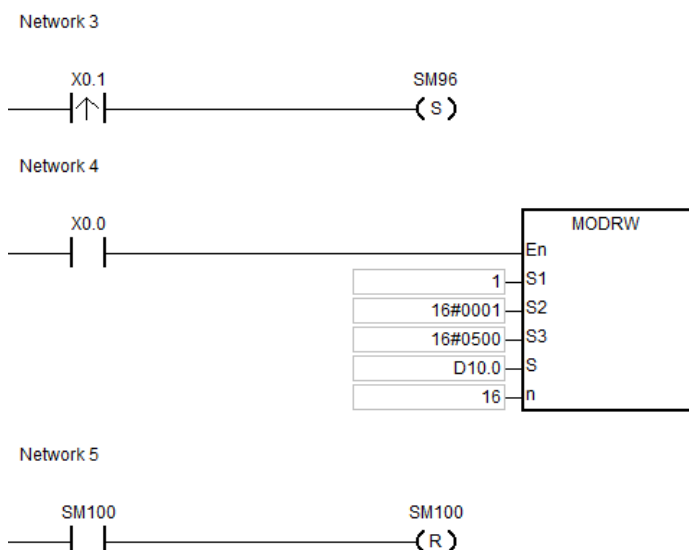 Network 3
X0.1 SM96
S
Network 4
X0.0 MODRW
En
1 S1
16#0001 S2
16#0500 S3
D10.0 S
16 n
Network 5
SM100 SM100
R